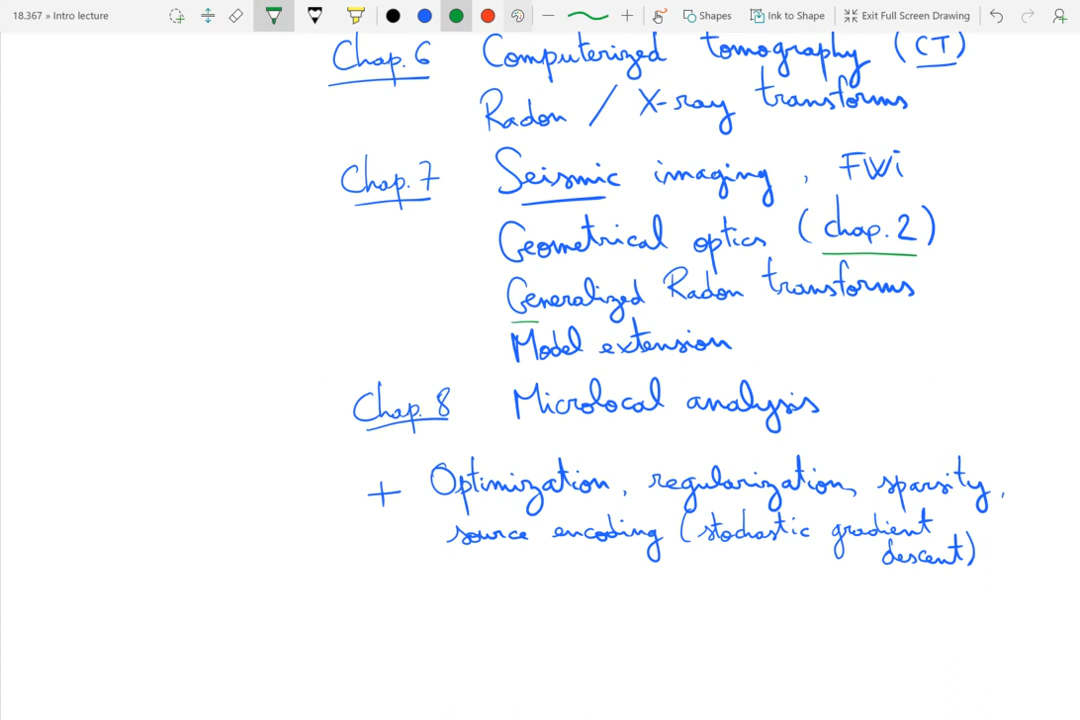 18.367 » Intro lecture
Shapes
Ink to Shape
Exit Full Screen Drawing
Chap. 6 Computerized tomography (CT)
Radon / X-ray transforms
Chap. 7 Seismic imaging, FWi
Geometrical optics (chap. 2)
Generalized Radon transforms
Model extension
Chap. 8 Microlocal analysis
+ Optimization, regularization, sparsity,
source encoding (stochastic gradient
descent)